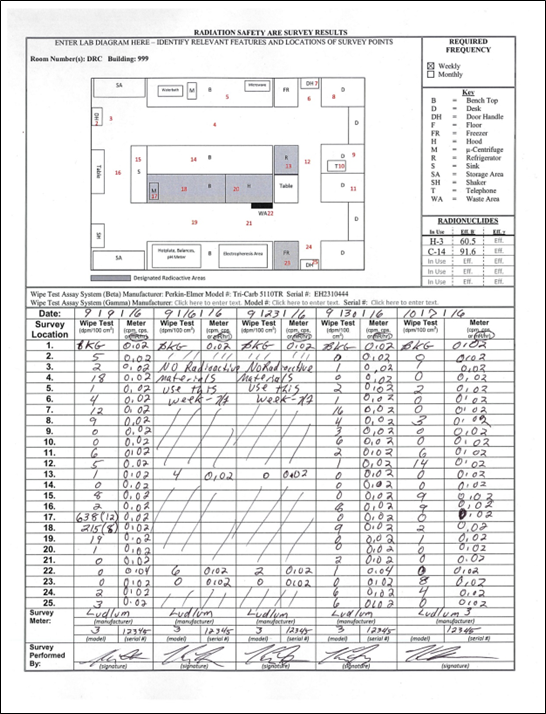 RADIATION SAFETY ARE SURVEY RESULTS
ENTER LAB DIAGRAM HERE – IDENTIFY RELEVANT FEATURES AND LOCATIONS OF SURVEY POINTS
Room Number(s): DRC Building: 999
SA M B 5 FR DH 7 6 8 D
DH 2 3 4 D
Table 16 15 S 14 B R 13 12 D 9 T10
M 17 18 B 20 H Table D 11
19 21 WA22
SH SA Hotplate, Balances, pH Meter B Electrophoresis Area FR 23 24 DH 25 D
Designated Radioactive Areas
REQUIRED FREQUENCY
☒ Weekly
☐ Monthly
Key
B = Bench Top
D = Desk
DH = Door Handle
F = Floor
FR = Freezer
H = Hood
M = µ-Centrifuge
R = Refrigerator
S = Sink
SA = Storage Area
SH = Shaker
T = Telephone
WA = Waste Area
RADIONUCLIDES
In Use Eff. β Eff. γ
H-3 60.5 Eff.
C-14 91.6 Eff.
In Use Eff. Eff.
In Use Eff. Eff.
In Use Eff. Eff.
Wipe Test Assay System (Beta) Manufacturer: Perkin-Elmer Model #: Tri-Carb 5110TR Serial #: EH2310444
Wipe Test Assay System (Gamma) Manufacturer: Click here to enter text. Model #: Click here to enter text. Serial #: Click here to enter text.
Date: 9/9/16 9/16/16 9/23/16 9/30/16 10/7/16
Survey Location Wipe Test (dpm/100 cm²) Meter (cpm, cps, or mR/hr) Wipe Test (dpm/100 cm²) Meter (cpm, cps, or mR/hr) Wipe Test (dpm/100 cm²) Meter (cpm, cps, or mR/hr) Wipe Test (dpm/100 cm²) Meter (cpm, cps, or mR/hr) Wipe Test (dpm/100 cm²) Meter (cpm, cps, or mR/hr)
1. BKG 0.02 BKG 0.02 BKG 0.02 BKG 0.02 BKG 0.02
2. 5 0.02 0 0.02 9 0.02
3. 2 0.02 NO Radioactive No Radioactive 1 0.02 1 0.02
4. 18 0.02 materials Materials 0 0.02 0 0.02
5. 0 0.02 use this use this 2 0.02 2 0.02
6. 4 0.02 week week 1 0.02 0 0.02
7. 12 0.02 16 0.02 0 0.02
8. 9 0.02 4 0.02 3 0.02
9. 0 0.02 3 0.02 0 0.02
10. 0 0.02 6 0.02 0 0.02
11. 6 0.02 0 0.02 6 0.02
12. 5 0.02 1 0.02 14 0.02
13. 1 0.02 4 0.02 0 0.02 0 0.02 0 0.02
14. 0 0.02 0 0.02 0 0.02
15. 8 0.02 0 0.02 9 0.02
16. 2 0.02 8 0.02 9 0.02
17. 638(12) 0.02 0 0.02 0 0.02
18. 215(8) 0.02 9 0.02 2 0.02
19. 19 0.02 0 0.02 1 0.02
20. 1 0.02 0 0.02 0 0.02
21. 0 0.02 2 0.02 0 0.02
22. 0 0.04 6 0.02 2 0.02 1 0.04 0 0.02
23. 0 0.02 0 0.02 0 0.02 0 0.02 8 0.02
24. 2 0.02 6 0.02 4 0.02
25. 3 0.02 6 0.02 0 0.02
Survey Meter: Ludlum Ludlum Ludlum Ludlum Ludlum 3
(manufacturer) (manufacturer) (manufacturer) (manufacturer) (manufacturer)
3 12345 3 12345 3 12345 3 12345 12345
(model) (serial #) (model) (serial #) (model) (serial #) (model) (serial #) (model) (serial #)
Survey Performed By:
(signature) (signature) (signature) (signature) (signature)